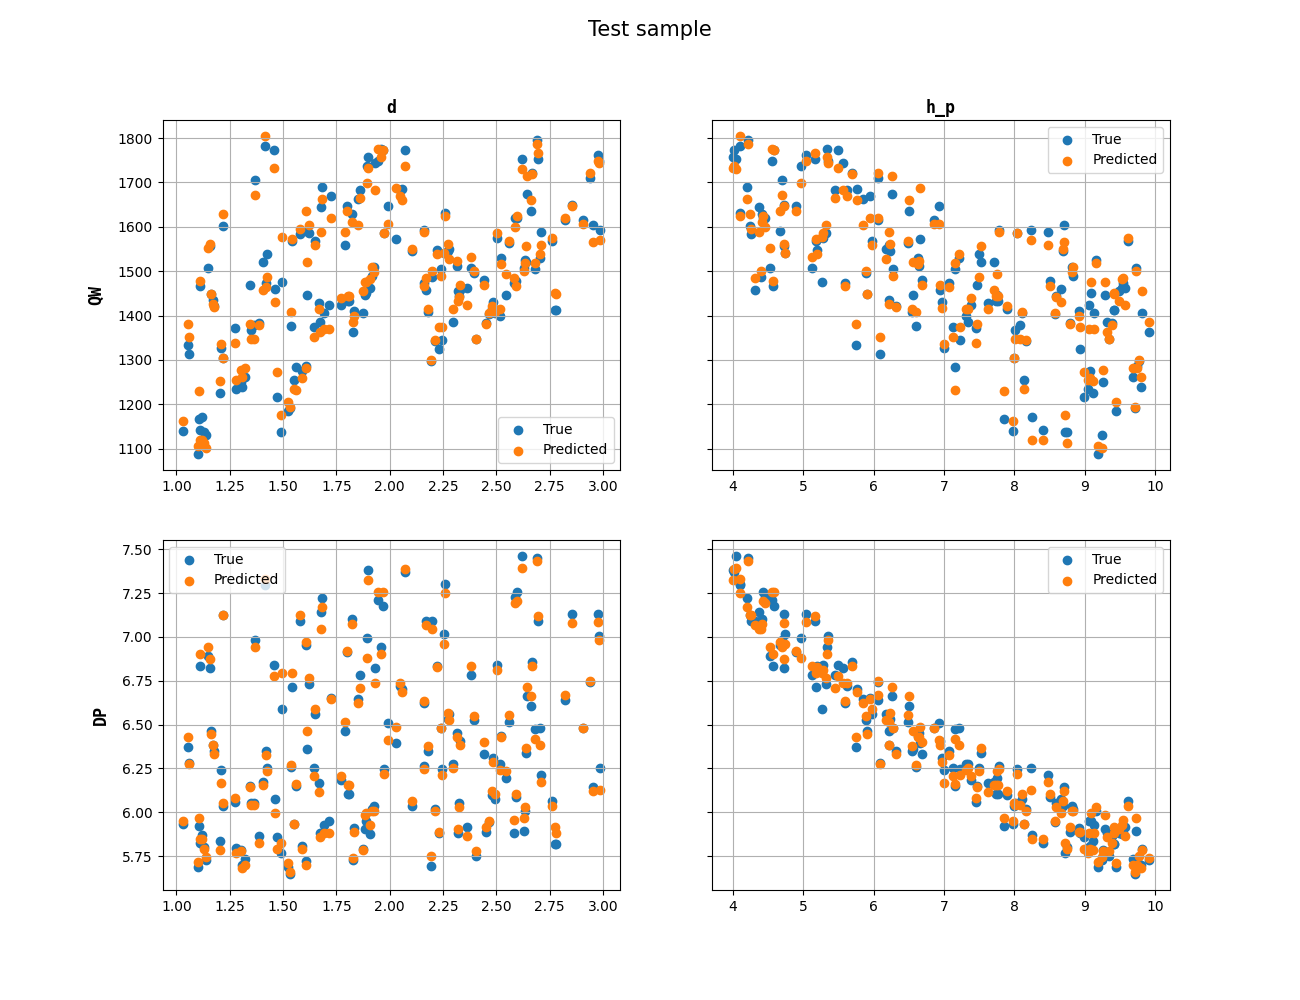 Test sample
d
h_p
QW
1800
1700
1600
1500
1400
1300
1200
1100
True
Predicted
1.00 1.25 1.50 1.75 2.00 2.25 2.50 2.75 3.00
True
Predicted
4 5 6 7 8 9 10
DP
7.50
7.25
7.00
6.75
6.50
6.25
6.00
5.75
True
Predicted
1.00 1.25 1.50 1.75 2.00 2.25 2.50 2.75 3.00
True
Predicted
4 5 6 7 8 9 10